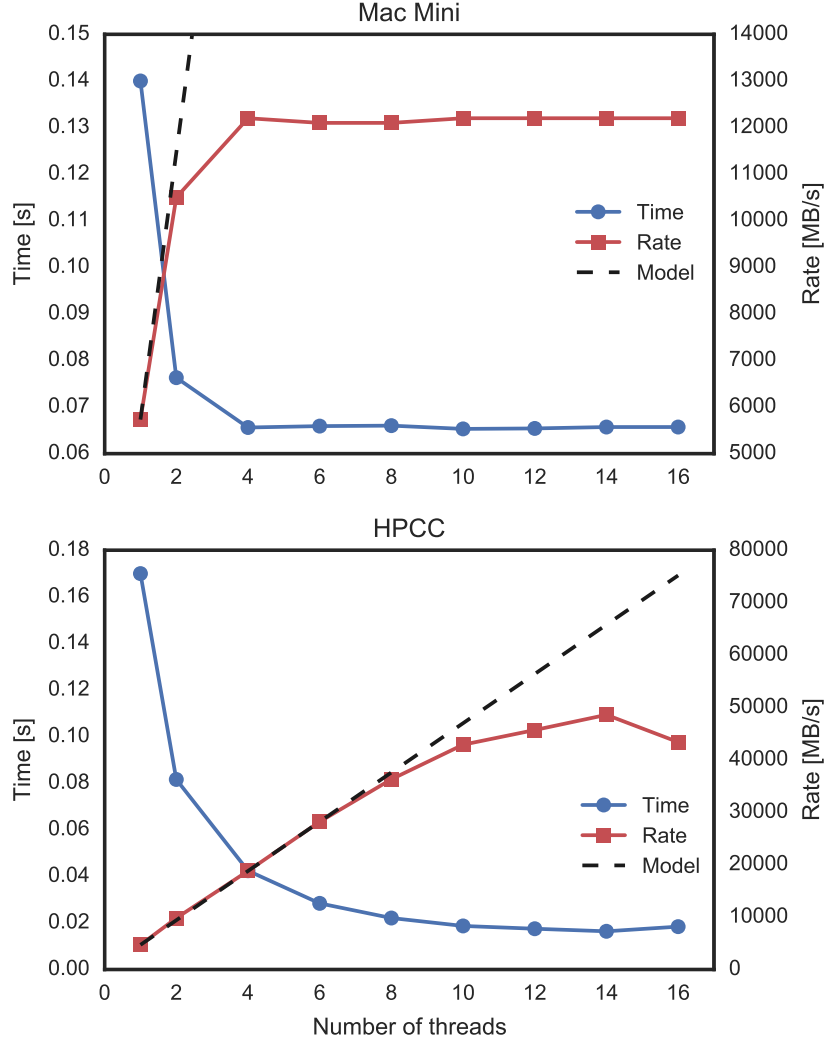 Mac Mini
0.15
0.14
0.13
0.12
0.11
0.10
0.09
0.08
0.07
0.06
Time [s]
14000
13000
12000
11000
10000
9000
8000
7000
6000
5000
Rate [MB/s]
Time
Rate
Model
0 2 4 6 8 10 12 14 16
HPCC
0.18
0.16
0.14
0.12
0.10
0.08
0.06
0.04
0.02
0.00
Time [s]
80000
70000
60000
50000
40000
30000
20000
10000
0
Rate [MB/s]
Time
Rate
Model
0 2 4 6 8 10 12 14 16
Number of threads